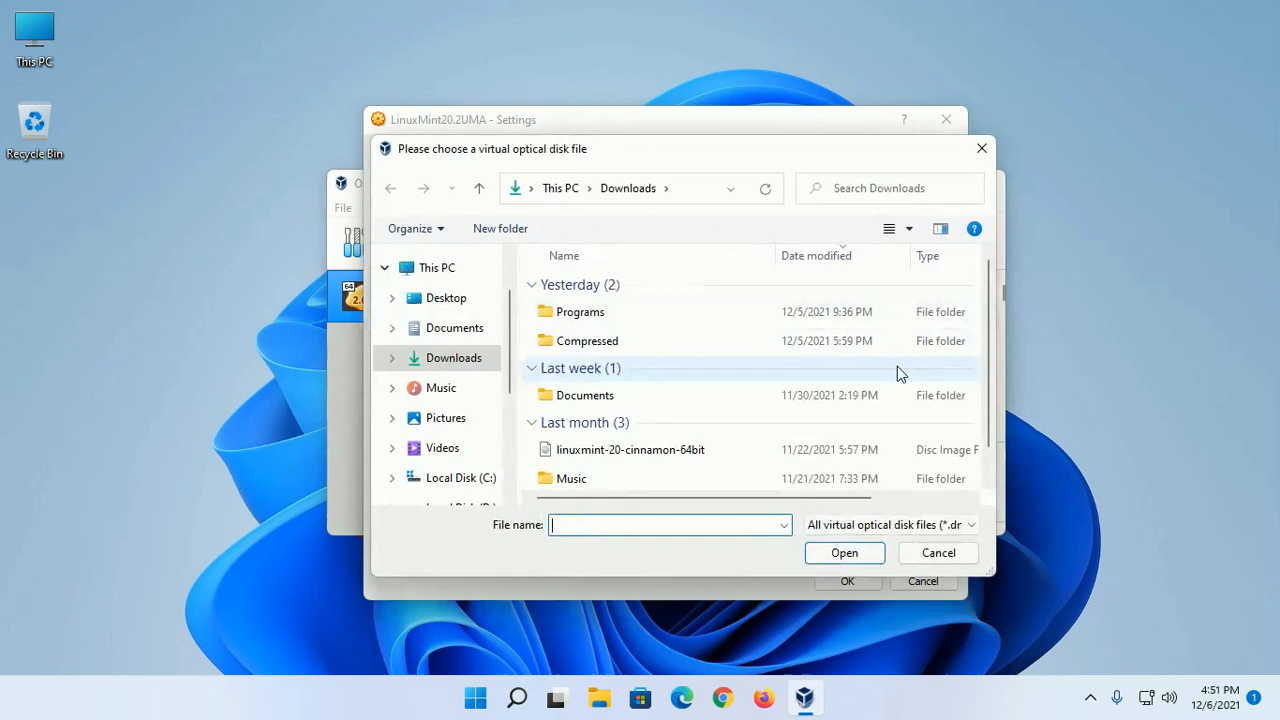 This PC
Recycle Bin
LinuxMint20.2UMA - Settings
?
Please choose a virtual optical disk file
File
This PC > Downloads >
Search Downloads
Organize
New folder
?
Name
Date modified
Type
This PC
Desktop
Documents
Downloads
Music
Pictures
Videos
Local Disk (C:)
Yesterday (2)
Programs 12/5/2021 9:36 PM File folder
Compressed 12/5/2021 5:59 PM File folder
Last week (1)
Documents 11/30/2021 2:19 PM File folder
Last month (3)
linuxmint-20-cinnamon-64bit 11/22/2021 5:57 PM Disc Image F
Music 11/21/2021 7:33 PM File folder
64
File name:
All virtual optical disk files (*.dr
Open
Cancel
OK
Cancel
4:51 PM
12/6/2021
1